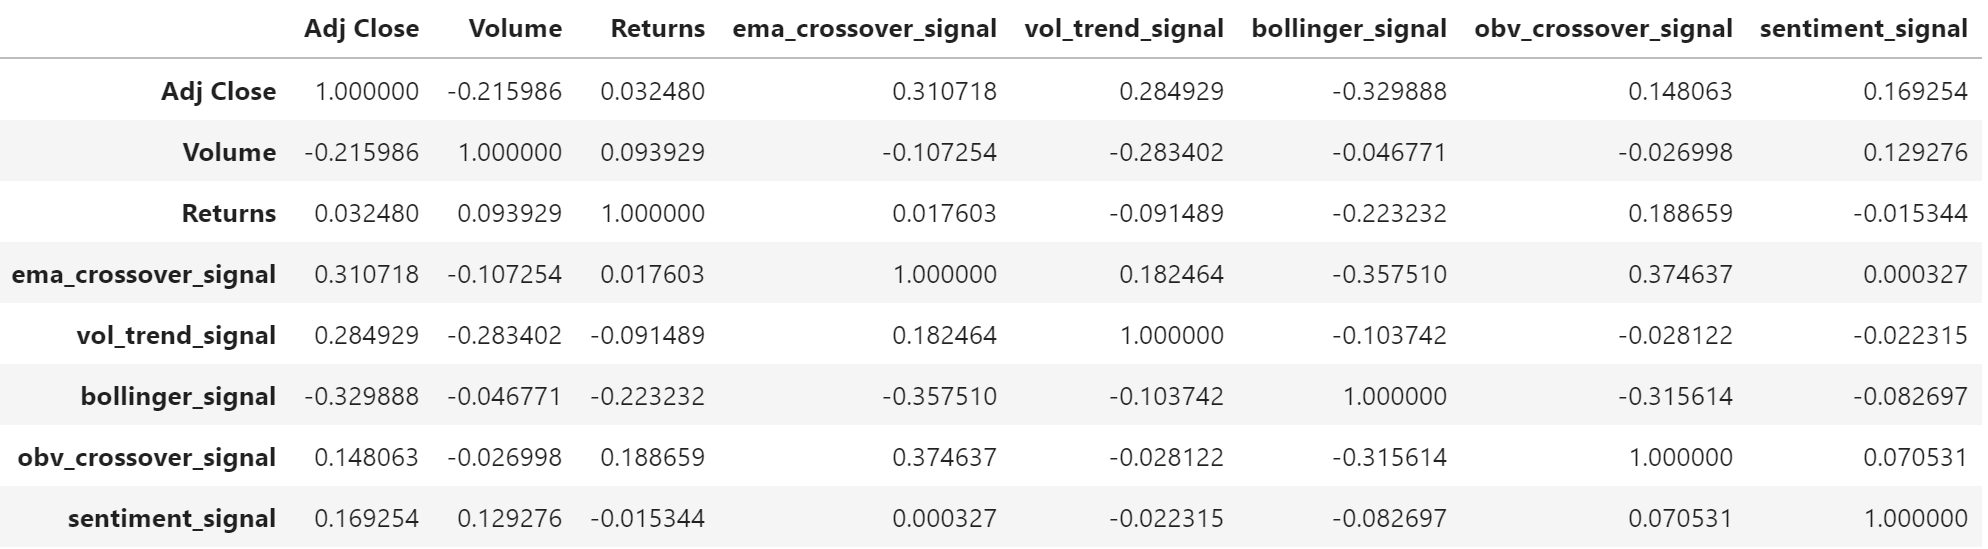 Adj Close Volume Returns ema_crossover_signal vol_trend_signal bollinger_signal obv_crossover_signal sentiment_signal
Adj Close 1.000000 -0.215986 0.032480 0.310718 0.284929 -0.329888 0.148063 0.169254
Volume -0.215986 1.000000 0.093929 -0.107254 -0.283402 -0.046771 -0.026998 0.129276
Returns 0.032480 0.093929 1.000000 0.017603 -0.091489 -0.223232 0.188659 -0.015344
ema_crossover_signal 0.310718 -0.107254 0.017603 1.000000 0.182464 -0.357510 0.374637 0.000327
vol_trend_signal 0.284929 -0.283402 -0.091489 0.182464 1.000000 -0.103742 -0.028122 -0.022315
bollinger_signal -0.329888 -0.046771 -0.223232 -0.357510 -0.103742 1.000000 -0.315614 -0.082697
obv_crossover_signal 0.148063 -0.026998 0.188659 0.374637 -0.028122 -0.315614 1.000000 0.070531
sentiment_signal 0.169254 0.129276 -0.015344 0.000327 -0.022315 -0.082697 0.070531 1.000000